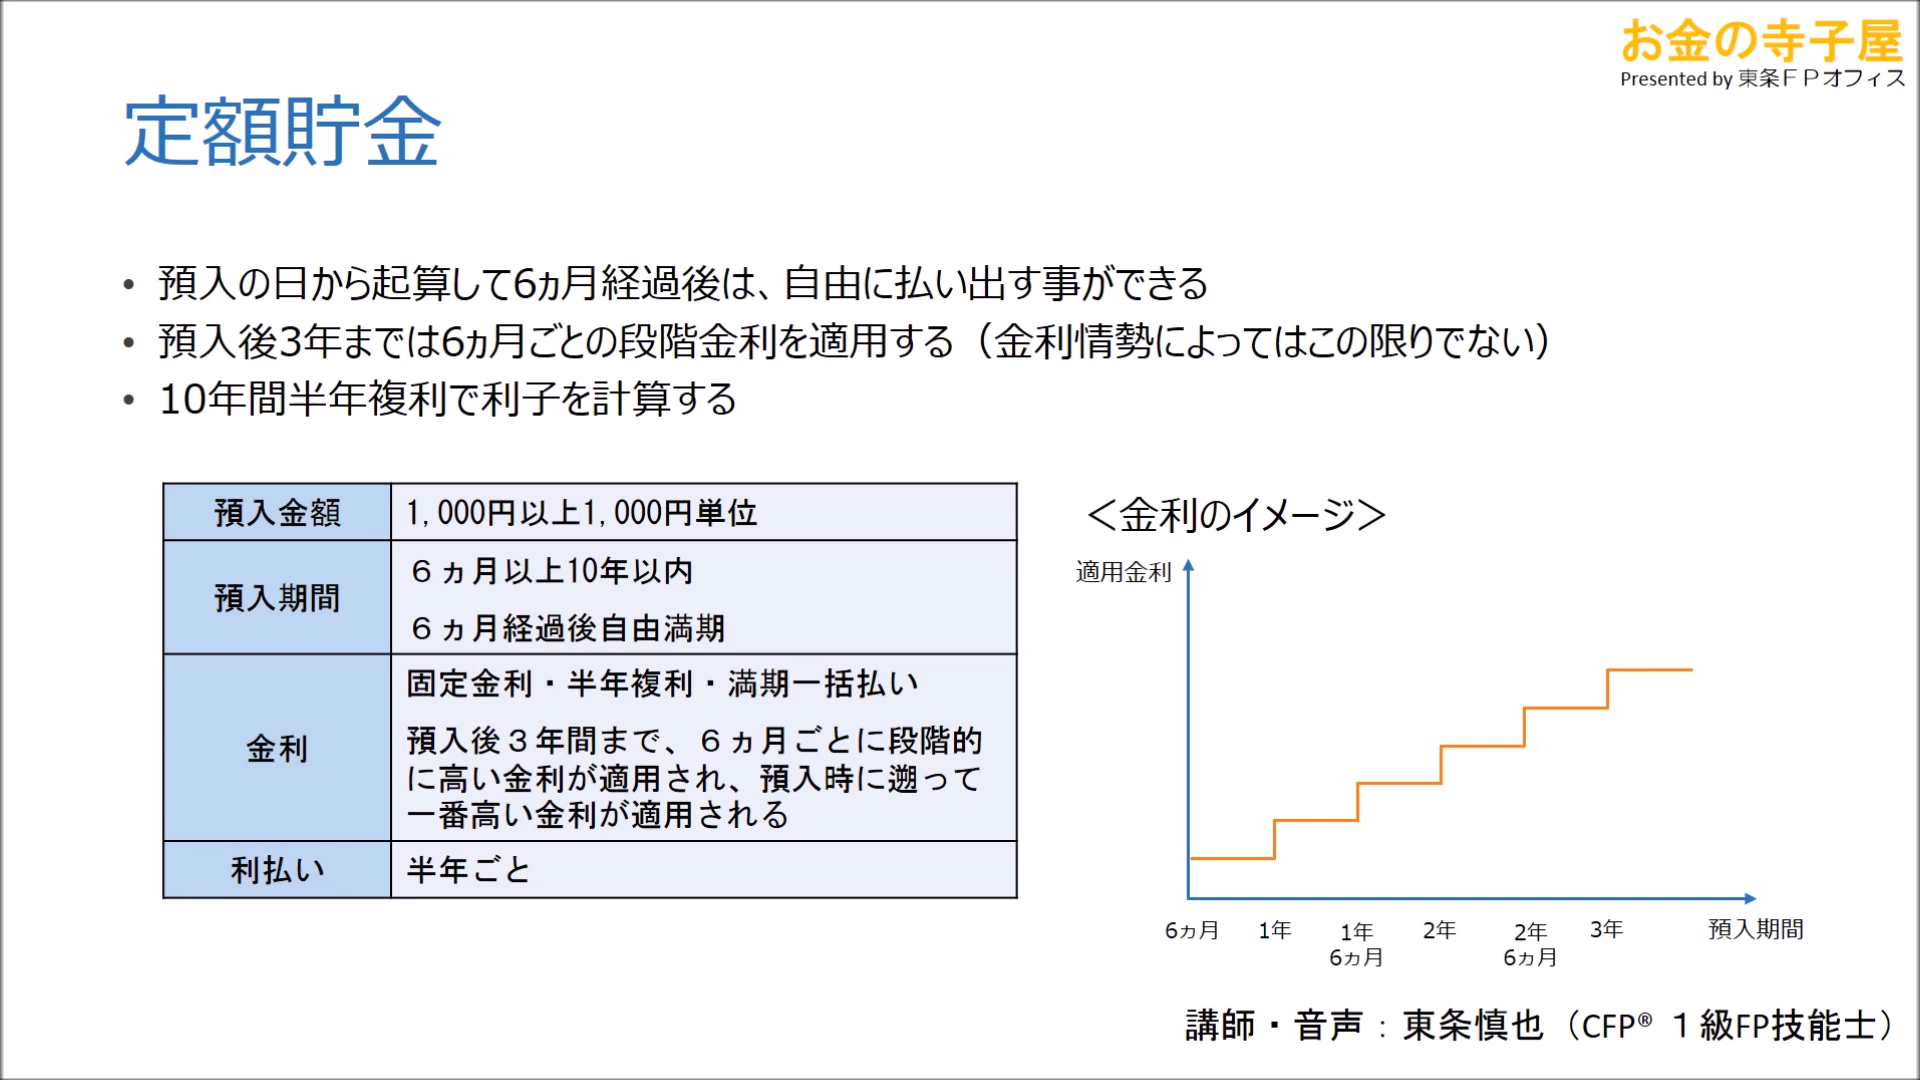 お金の寺子屋
Presented by 東条ＦＰオフィス
定額貯金
• 預入の日から起算して6ヵ月経過後は、自由に払い出す事ができる
• 預入後3年までは6ヵ月ごとの段階金利を適用する（金利情勢によってはこの限りでない）
• 10年間半年複利で利子を計算する
預入金額
1,000円以上1,000円単位
預入期間
６ヵ月以上10年以内
６ヵ月経過後自由満期
金利
固定金利・半年複利・満期一括払い
預入後３年間まで、６ヵ月ごとに段階的
に高い金利が適用され、預入時に遡って
一番高い金利が適用される
利払い
半年ごと
＜金利のイメージ＞
適用金利
6ヵ月
1年
1年
6ヵ月
2年
2年
6ヵ月
3年
預入期間
講師・音声：東条慎也（CFP® １級FP技能士）